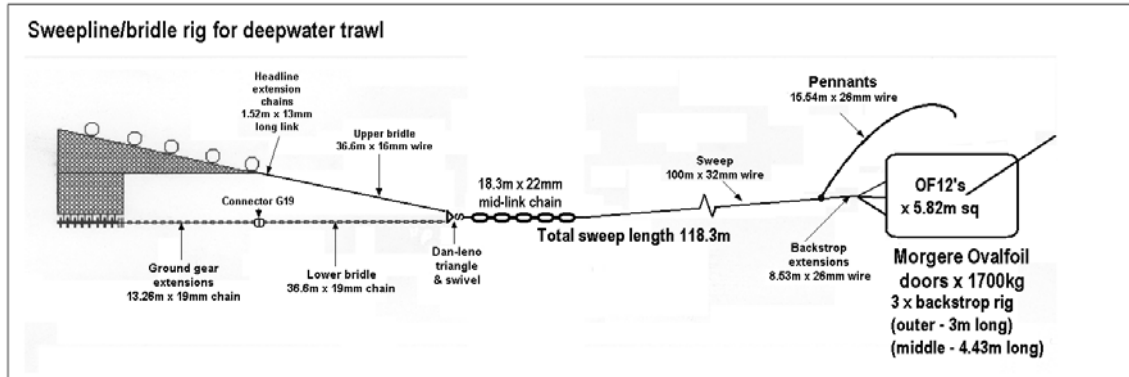 Sweepline/bridle rig for deepwater trawl
Headline
extension
chains
1.52m x 13mm
long link
Pennants
15.54m x 26mm wire
Upper bridle
36.6m x 16mm wire
Connector G19
18.3m x 22mm
mid-link chain
Sweep
100m x 32mm wire
OF12's
x 5.82m sq
Total sweep length 118.3m
Dan-leno
triangle
& swivel
Ground gear
extensions
13.26m x 19mm chain
Lower bridle
36.6m x 19mm chain
Backstrop
extensions
8.53m x 26mm wire
Morgere Ovalfoil
doors x 1700kg
3 x backstrop rig
(outer - 3m long)
(middle - 4.43m long)